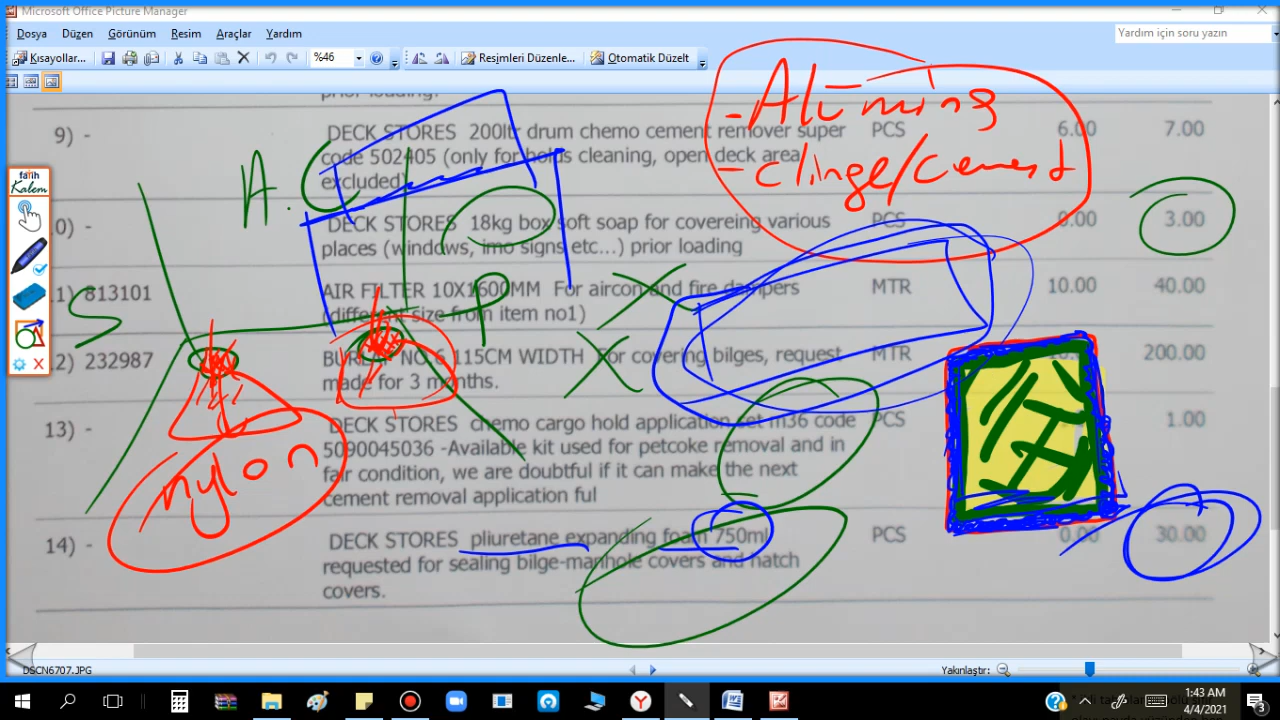 Microsoft Office Picture Manager
Dosya Düzen Görünüm Resim Araçlar Yardım
Yardım için soru yazın
Kısayollar... %46 Resimleri Düzenle... Otomatik Düzelt
prior loading.
9) - DECK STORES 200ltr drum chemo cement remover super PCS 6.00 7.00
code 502405 (only for holds cleaning, open deck area
excluded)
0) - DECK STORES 18kg box soft soap for covereing various PCS 0.00 3.00
places (windows, imo signs etc...) prior loading
1) 813101 AIR FILTER 10X1600MM For aircon and fire dampers MTR 10.00 40.00
(different size from item no1)
2) 232987 NO 6 115CM WIDTH For covering bilges, request MTR 200.00
made for 3 months.
13) - DECK STORES chemo cargo hold application set m36 code PCS 1.00
5090045036 -Available kit used for petcoke removal and in
fair condition, we are doubtful if it can make the next
cement removal application ful
14) - DECK STORES pliuretane expanding foam 750ml PCS 0.00 30.00
requested for sealing bilge-manhole covers and hatch
covers.
fatih
Kalem
S
P
nylon
DSCN6707.JPG
Yakınlaştır:
1:43 AM
4/4/2021
3